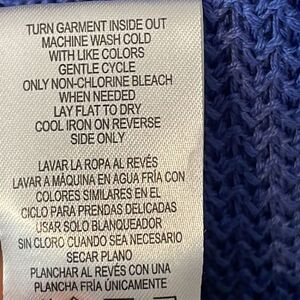 TURN GARMENT INSIDE OUT
MACHINE WASH COLD
WITH LIKE COLORS
GENTLE CYCLE
ONLY NON-CHLORINE BLEACH
WHEN NEEDED
LAY FLAT TO DRY
COOL IRON ON REVERSE
SIDE ONLY
LAVAR LA ROPA AL REVÉS
LAVAR A MÁQUINA EN AGUA FRÍA CON
COLORES SIMILARES EN EL
CICLO PARA PRENDAS DELICADAS
USAR SOLO BLANQUEADOR
SIN CLORO CUANDO SEA NECESARIO
SECAR PLANO
PLANCHAR AL REVÉS CON UNA
PLANCHA FRÍA ÚNICAMENTE